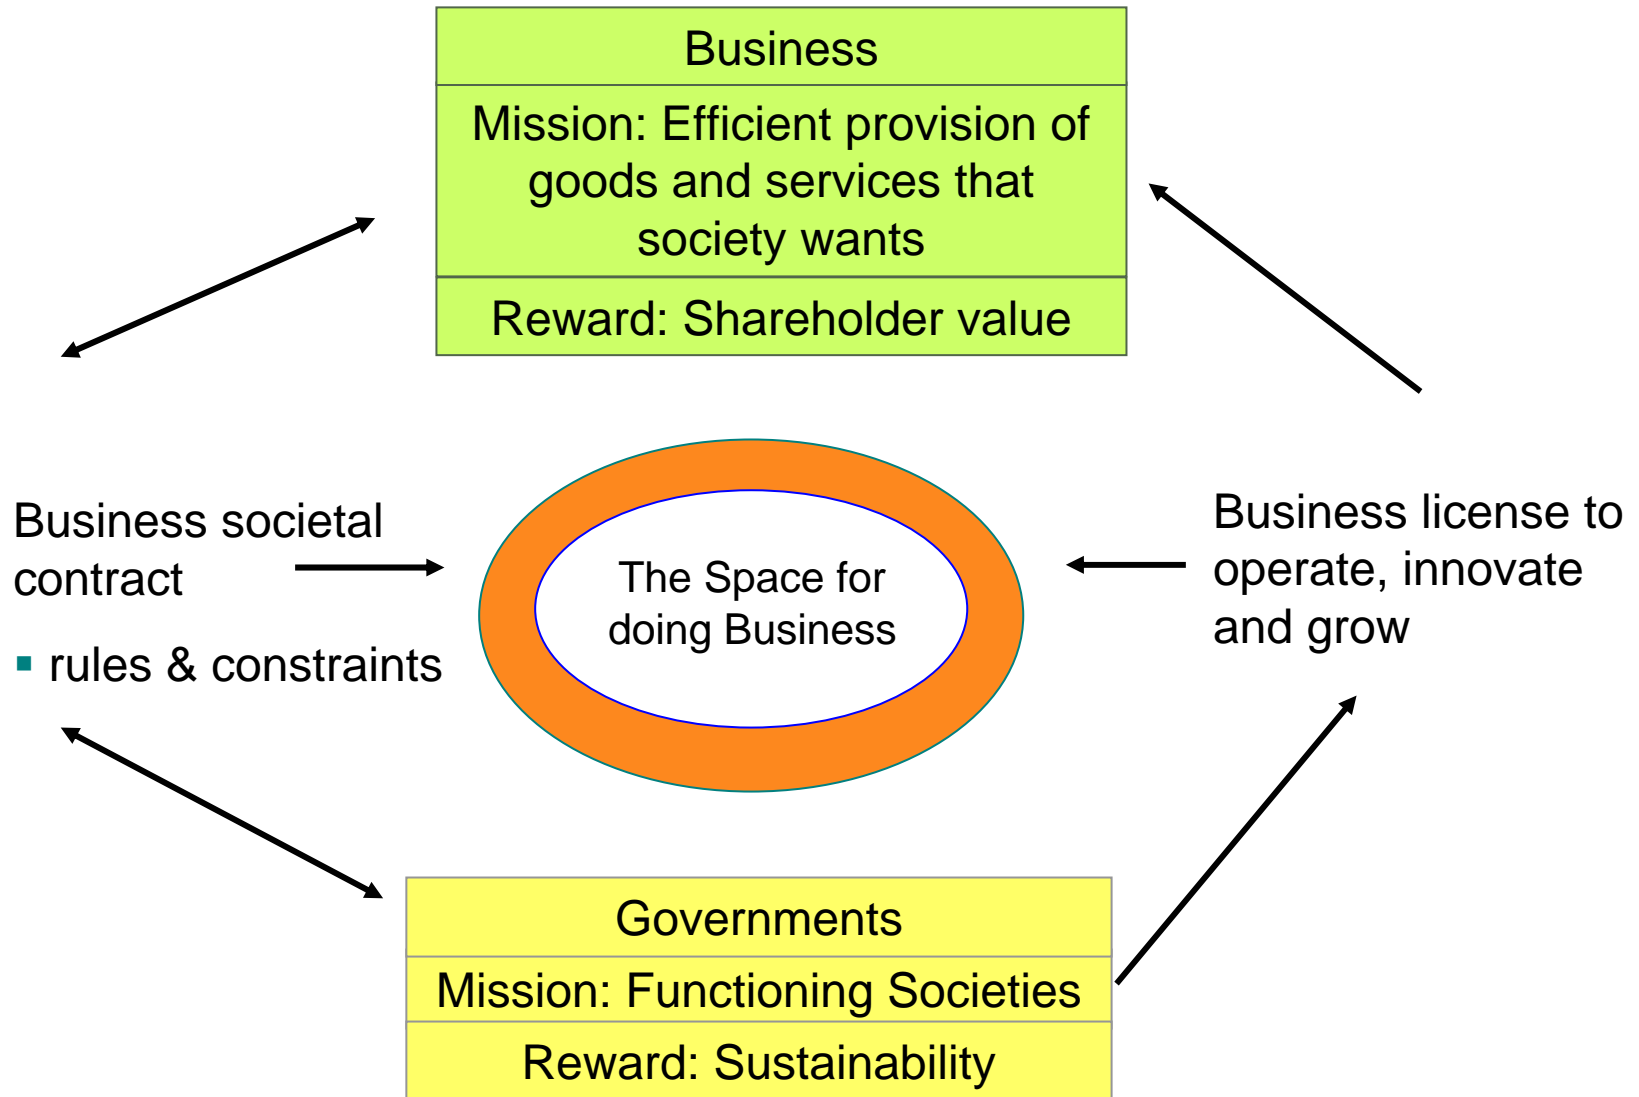 Business
Mission: Efficient provision of
goods and services that
society wants
Reward: Shareholder value
Business societal
contract
▪ rules & constraints
The Space for
doing Business
Business license to
operate, innovate
and grow
Governments
Mission: Functioning Societies
Reward: Sustainability